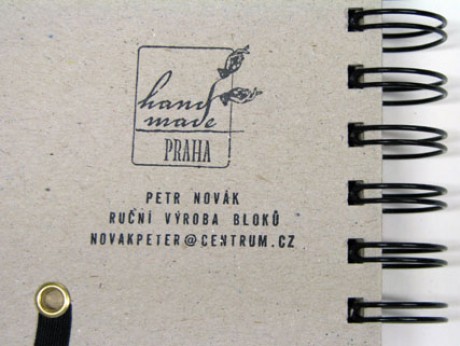 hand
made
PRAHA
PETR NOVÁK
RUČNÍ VÝROBA BLOKŮ
NOVAKPETER@CENTRUM.CZ